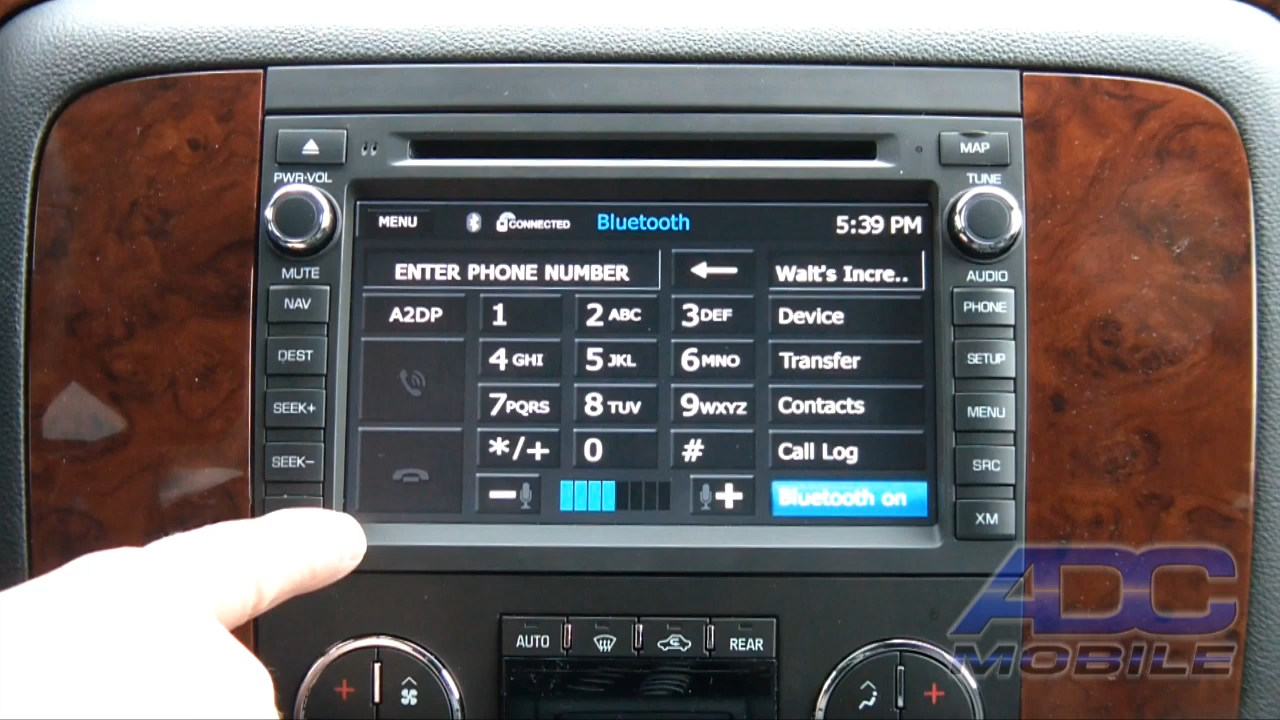 MAP
PWR·VOL TUNE
MENU CONNECTED Bluetooth 5:39 PM
MUTE AUDIO
ENTER PHONE NUMBER Walt's Incre..
NAV PHONE
A2DP 1 2 ABC 3 DEF Device
DEST SETUP
4 GHI 5 JKL 6 MNO Transfer
SEEK+ MENU
7 PQRS 8 TUV 9 WXYZ Contacts
SEEK- SRC
*/+ 0 # Call Log
- + Bluetooth on
XM
AUTO REAR
+ +
ADC
MOBILE